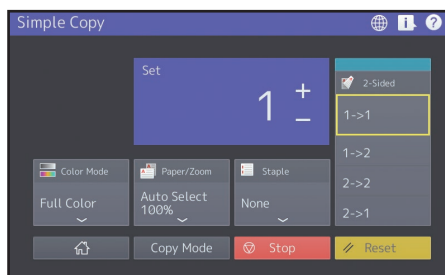 Simple Copy
Set
1
2-Sided
1->1
1->2
2->2
2->1
Color Mode
Full Color
Paper/Zoom
Auto Select
100%
Staple
None
Copy Mode
Stop
Reset